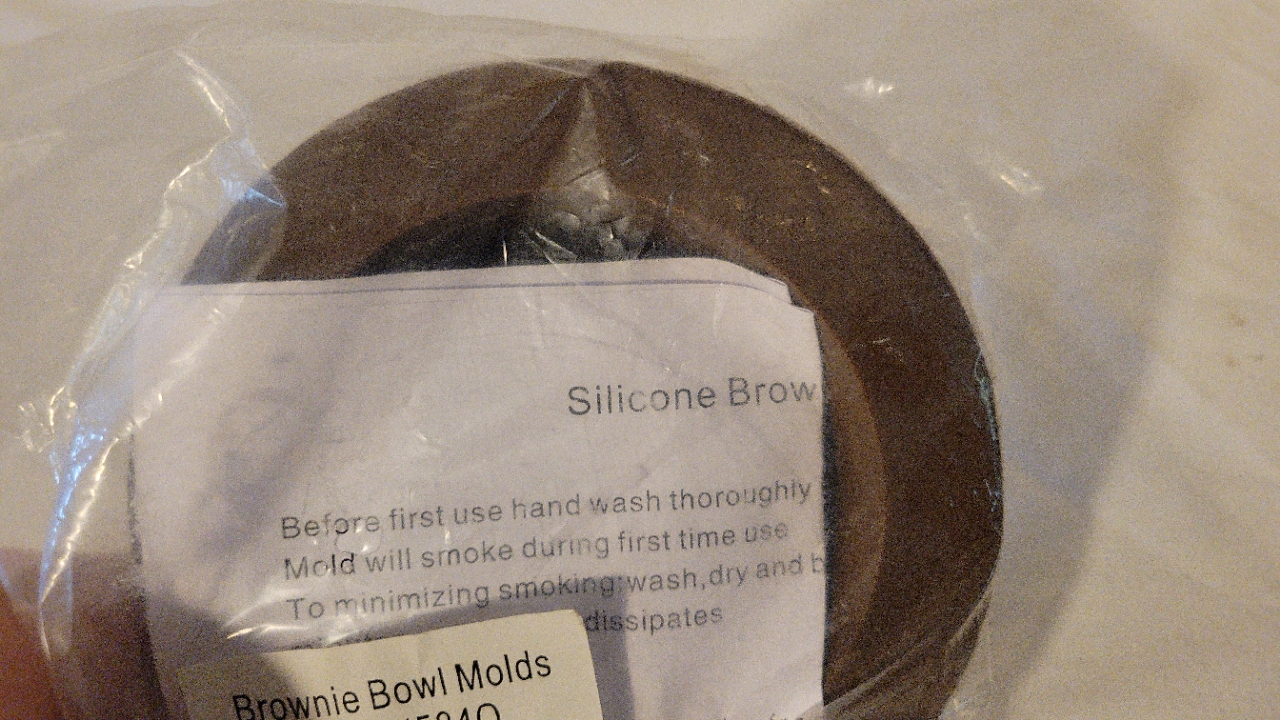 Silicone Brow
Before first use hand wash thoroughly
Mold will smoke during first time use
To minimizing smoking:wash,dry and b
dissipates
Brownie Bowl Molds